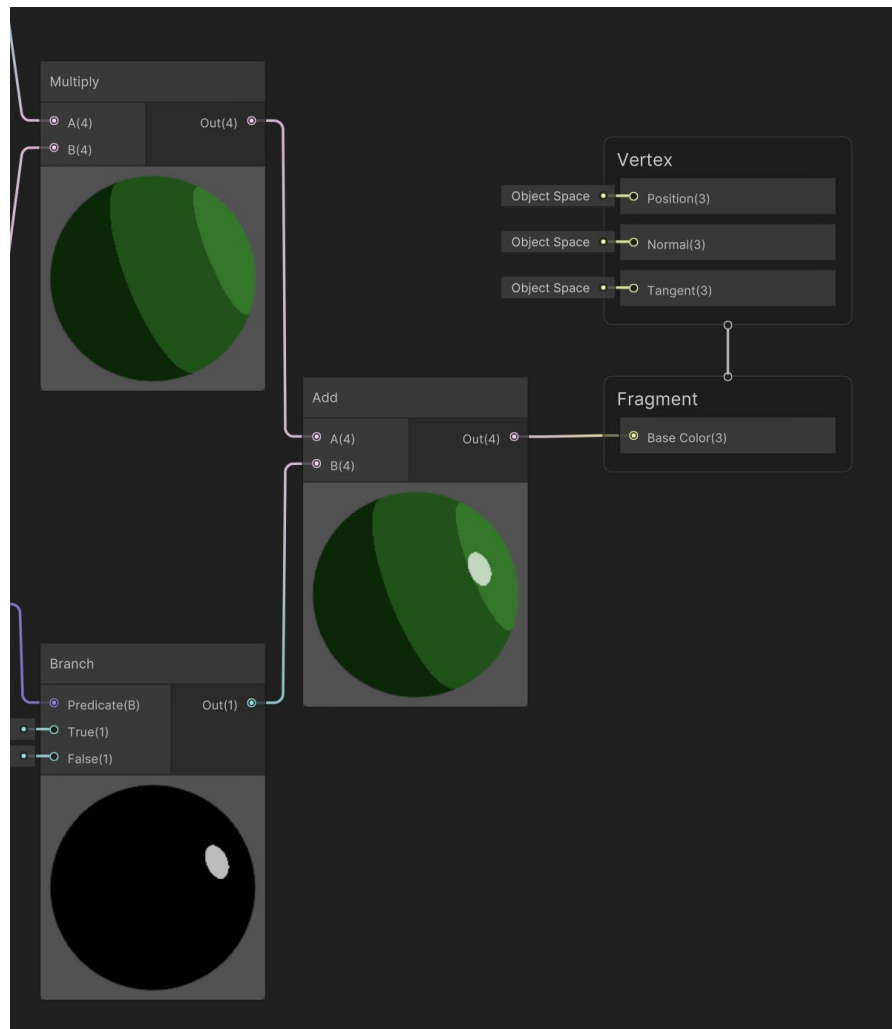 Multiply
A(4)
Out(4)
B(4)
Vertex
Object Space
Position(3)
Object Space
Normal(3)
Object Space
Tangent(3)
Fragment
Base Color(3)
Add
A(4)
Out(4)
B(4)
Branch
Predicate(B)
Out(1)
True(1)
False(1)